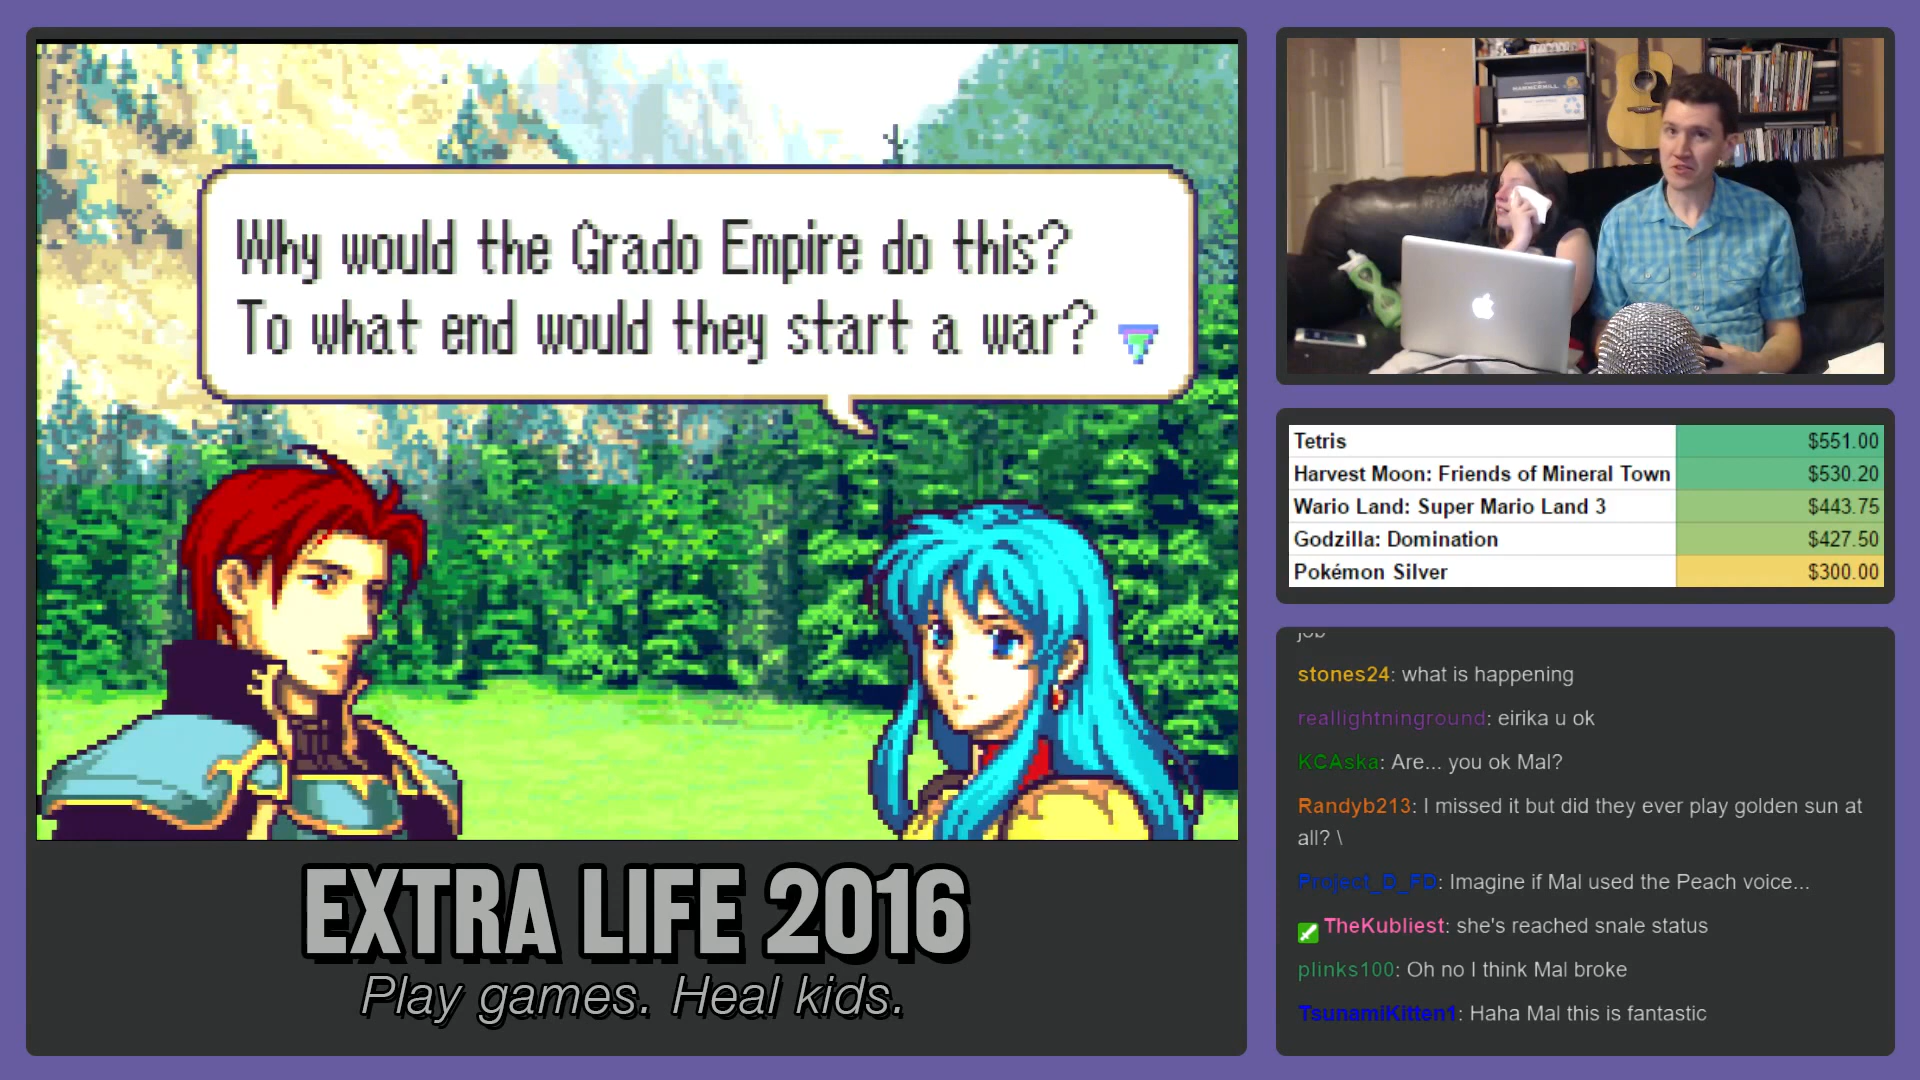 Why would the Grado Empire do this?
To what end would they start a war?
EXTRA LIFE 2016
Play games. Heal kids.
HAMMERMILL
Tetris $551.00
Harvest Moon: Friends of Mineral Town $530.20
Wario Land: Super Mario Land 3 $443.75
Godzilla: Domination $427.50
Pokémon Silver $300.00
job
stones24: what is happening
reallightninground: eirika u ok
KCAska: Are... you ok Mal?
Randyb213: I missed it but did they ever play golden sun at
all? \
Project_D_FD: Imagine if Mal used the Peach voice...
TheKubliest: she's reached snale status
plinks100: Oh no I think Mal broke
TsunamiKitten1: Haha Mal this is fantastic